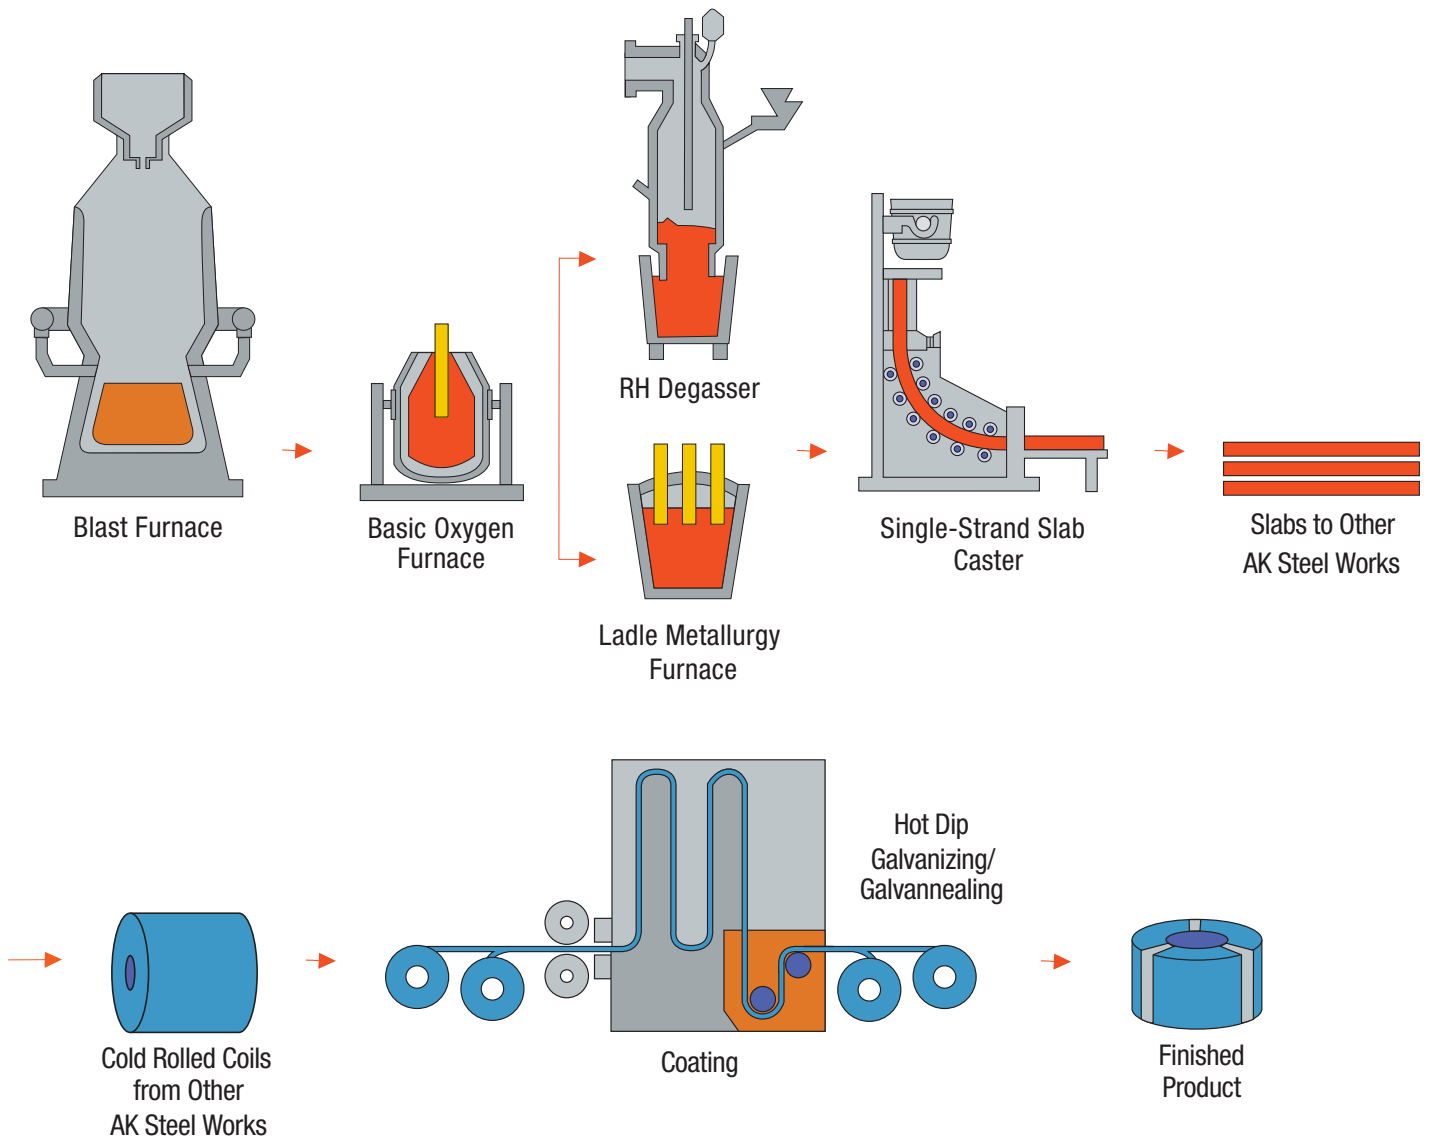 Blast Furnace
Basic Oxygen
Furnace
RH Degasser
Ladle Metallurgy
Furnace
Single-Strand Slab
Caster
Slabs to Other
AK Steel Works
Cold Rolled Coils
from Other
AK Steel Works
Coating
Hot Dip
Galvanizing/
Galvannealing
Finished
Product